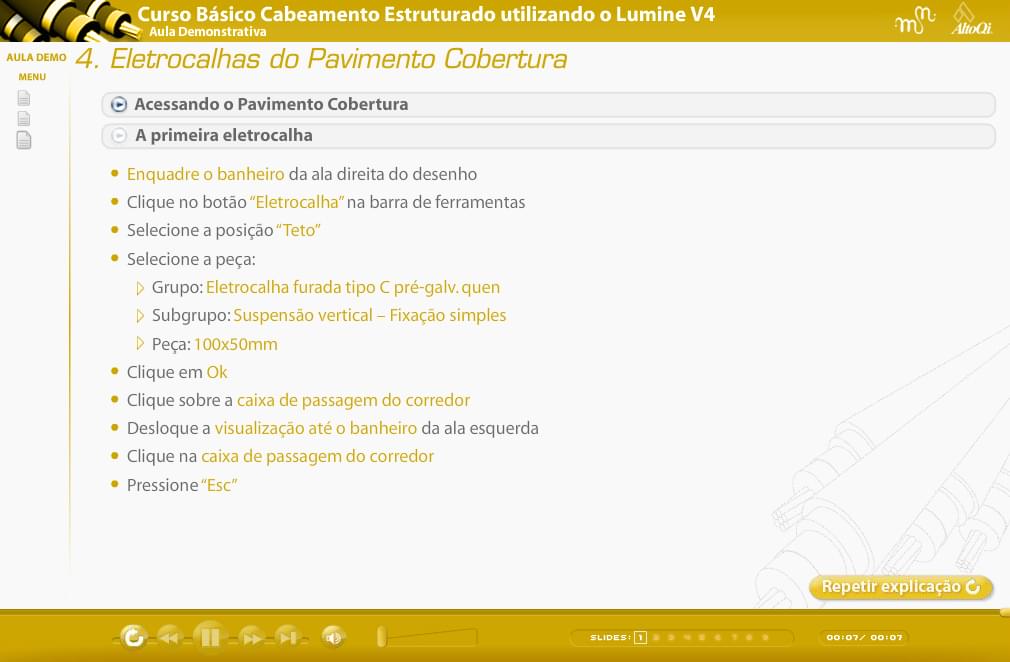 Curso Básico Cabeamento Estruturado utilizando o Lumine V4
Aula Demonstrativa
AltoQi
AULA DEMO
MENU
4. Eletrocalhas do Pavimento Cobertura
Acessando o Pavimento Cobertura
A primeira eletrocalha
Enquadre o banheiro da ala direita do desenho
Clique no botão “Eletrocalha” na barra de ferramentas
Selecione a posição “Teto”
Selecione a peça:
Grupo: Eletrocalha furada tipo C pré-galv. quen
Subgrupo: Suspensão vertical – Fixação simples
Peça: 100x50mm
Clique em Ok
Clique sobre a caixa de passagem do corredor
Desloque a visualização até o banheiro da ala esquerda
Clique na caixa de passagem do corredor
Pressione “Esc”
Repetir explicação
SLIDES: 1 2 3 4 5 6 7 8 9
00:07/ 00:07